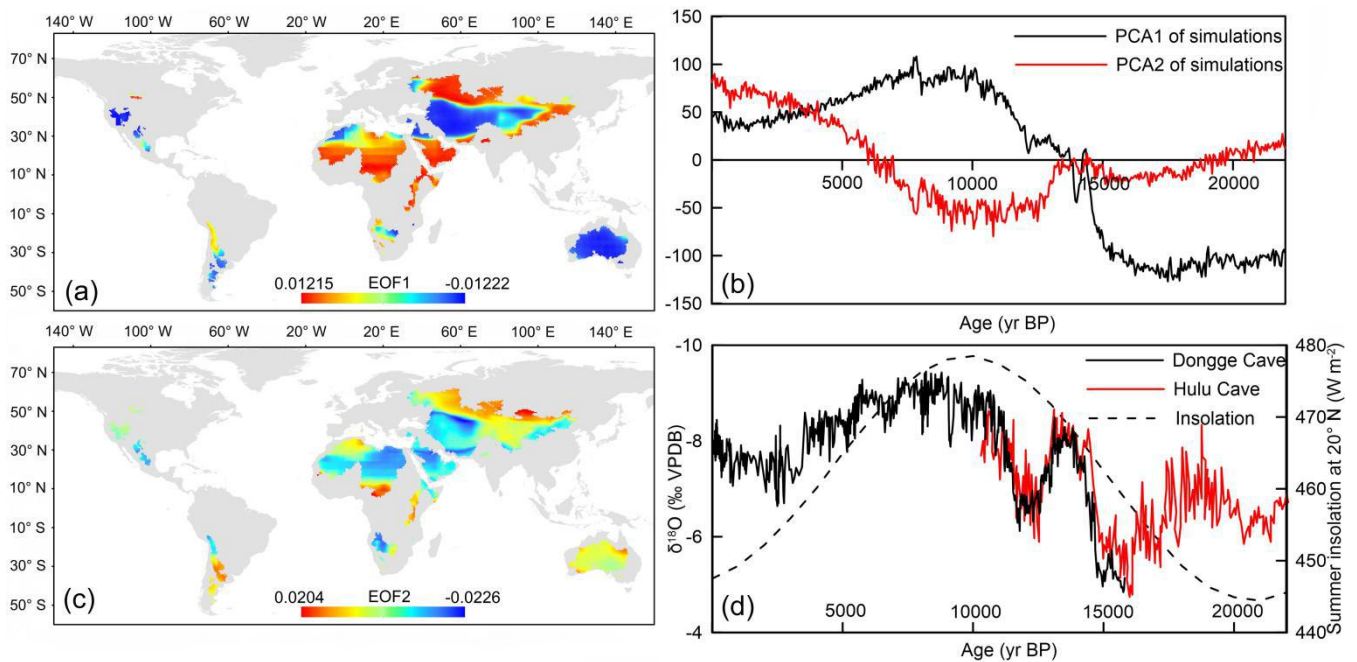 140° W 100° W 60° W 20° W 20° E 60° E 100° E 140° E
70° N
50° N
30° N
10° N
10° S
30° S
50° S
(a)
0.01215 EOF1 -0.01222
150
100
50
0
-50
-100
-150
PCA1 of simulations
PCA2 of simulations
5000 10000 15000 20000
(b)
Age (yr BP)
140° W 100° W 60° W 20° W 20° E 60° E 100° E 140° E
70° N
50° N
30° N
10° N
10° S
30° S
50° S
(c)
0.0204 EOF2 -0.0226
-10
-8
-6
-4
δ¹⁸O (‰ VPDB)
Dongge Cave
Hulu Cave
Insolation
480
470
460
450
440
Summer insolation at 20° N (W m⁻²)
(d)
5000 10000 15000 20000
Age (yr BP)